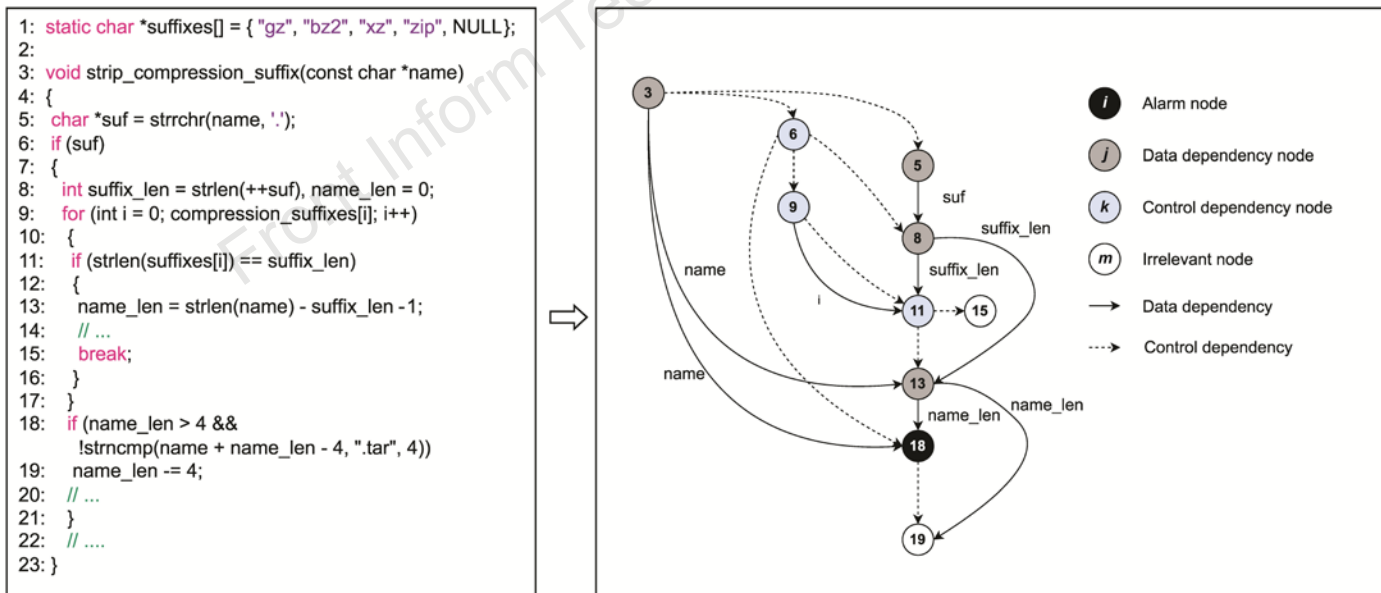 1: static char *suffixes[] = { "gz", "bz2", "xz", "zip", NULL};
2:
3: void strip_compression_suffix(const char *name)
4: {
5: char *suf = strrchr(name, '.');
6: if (suf)
7: {
8: int suffix_len = strlen(++suf), name_len = 0;
9: for (int i = 0; compression_suffixes[i]; i++)
10: {
11: if (strlen(suffixes[i]) == suffix_len)
12: {
13: name_len = strlen(name) - suffix_len -1;
14: // ...
15: break;
16: }
17: }
18: if (name_len > 4 &&
!strncmp(name + name_len - 4, ".tar", 4))
19: name_len -= 4;
20: // ...
21: }
22: // ....
23: }
Front Inform Tec
3
6
5
suf
9
8
suffix_len
name
suffix_len
i
11
15
name
13
name_len
name_len
18
19
i Alarm node
j Data dependency node
k Control dependency node
m Irrelevant node
Data dependency
Control dependency